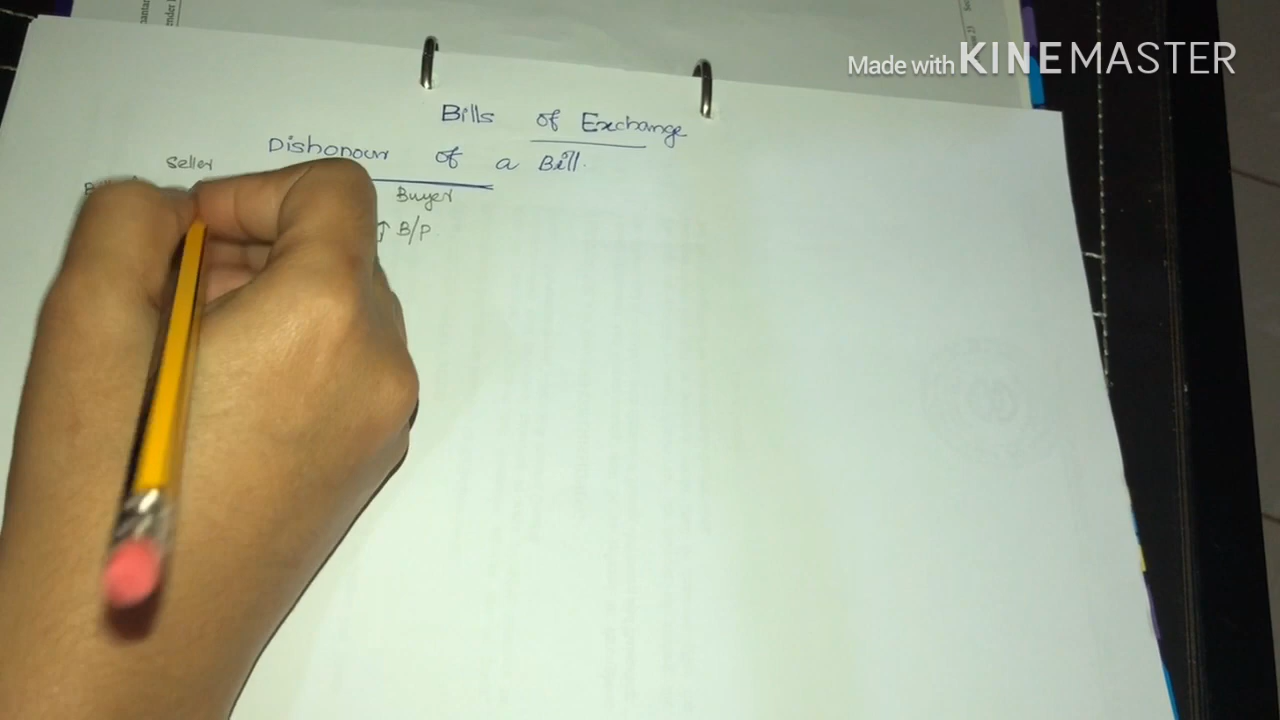 Made with KINEMASTER
Bills of Exchange
Dishonour of a Bill.
Seller
Buyer
↑ B/P